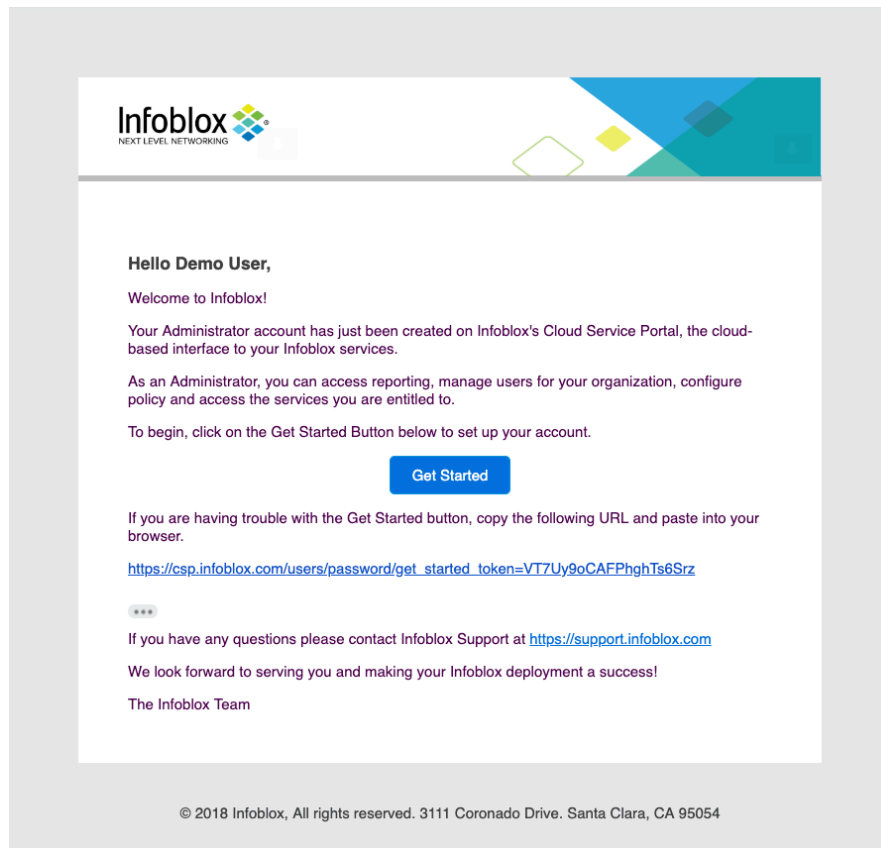 Infoblox
NEXT LEVEL NETWORKING
Hello Demo User,
Welcome to Infoblox!
Your Administrator account has just been created on Infoblox's Cloud Service Portal, the cloud-
based interface to your Infoblox services.
As an Administrator, you can access reporting, manage users for your organization, configure
policy and access the services you are entitled to.
To begin, click on the Get Started Button below to set up your account.
Get Started
If you are having trouble with the Get Started button, copy the following URL and paste into your
browser.
https://csp.infoblox.com/users/password/get_started_token=VT7Uy9oCAFPhghTs6Srz
If you have any questions please contact Infoblox Support at https://support.infoblox.com
We look forward to serving you and making your Infoblox deployment a success!
The Infoblox Team
© 2018 Infoblox, All rights reserved. 3111 Coronado Drive. Santa Clara, CA 95054